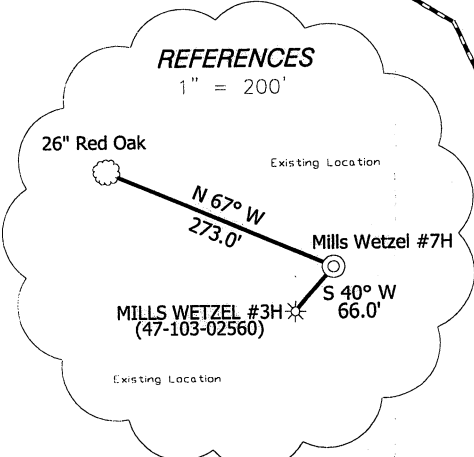 REFERENCES
1" = 200'
26" Red Oak
Existing Location
N 67° W
273.0'
Mills Wetzel #7H
S 40° W
66.0'
MILLS WETZEL #3H
(47-103-02560)
Existing Location